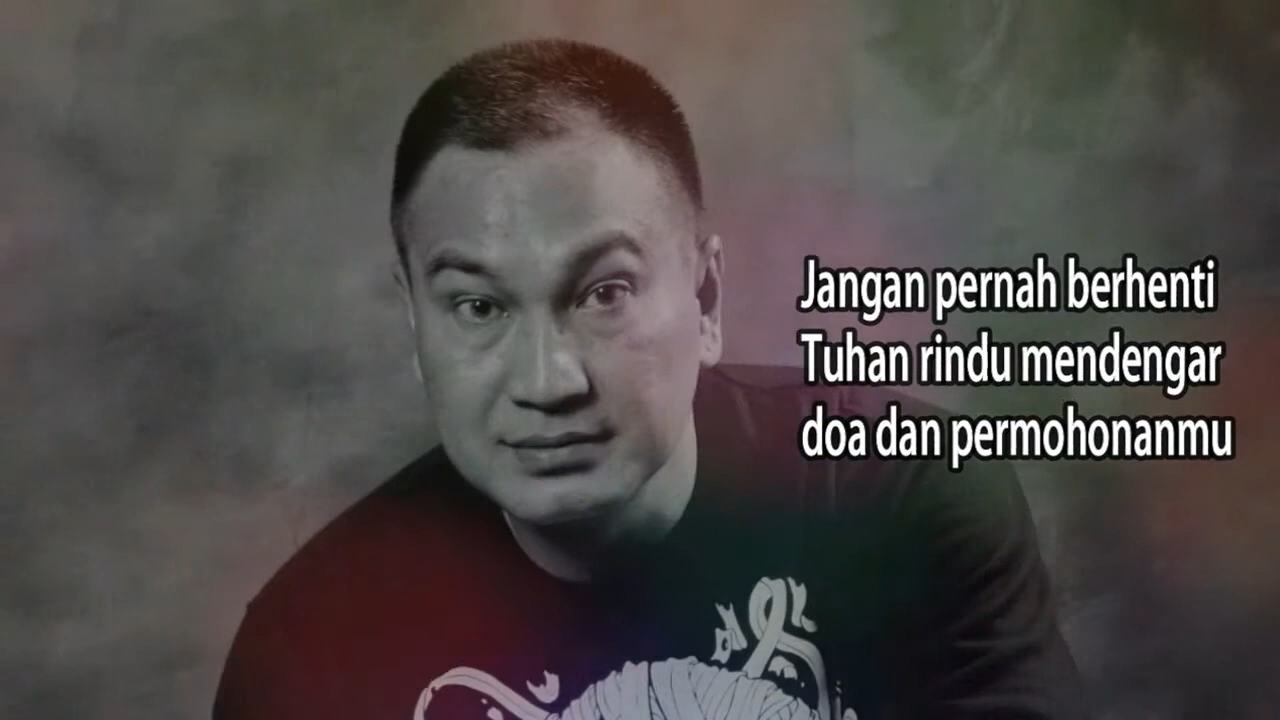 Jangan pernah berhenti
Tuhan rindu mendengar
doa dan permohonanmu